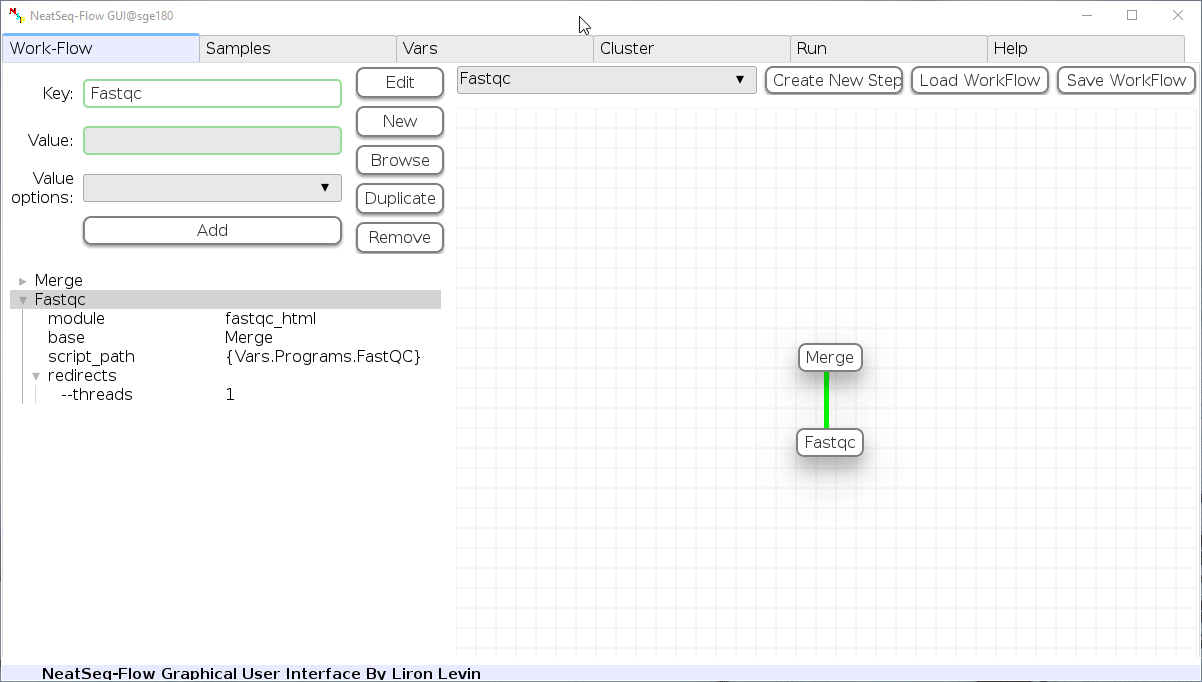 NeatSeq-Flow GUI@sge180
Work-Flow
Samples
Vars
Cluster
Run
Help
Key:
Fastqc
Value:
Value
options:
Add
Edit
New
Browse
Duplicate
Remove
Merge
Fastqc
module fastqc_html
base Merge
script_path {Vars.Programs.FastQC}
redirects
--threads 1
Fastqc
Create New Step
Load WorkFlow
Save WorkFlow
Merge
Fastqc
NeatSeq-Flow Graphical User Interface By Liron Levin